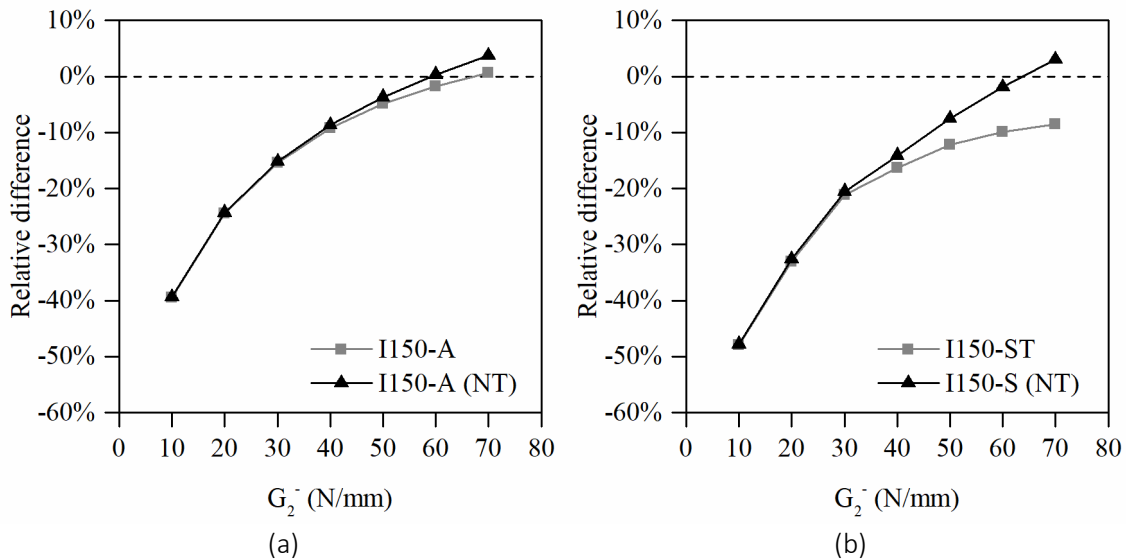 10%
0%
-10%
-20%
-30%
-40%
-50%
-60%
Relative difference
I150-A
I150-A (NT)
0 10 20 30 40 50 60 70 80
G₂⁻ (N/mm)
(a)
10%
0%
-10%
-20%
-30%
-40%
-50%
-60%
Relative difference
I150-ST
I150-S (NT)
0 10 20 30 40 50 60 70 80
G₂⁻ (N/mm)
(b)